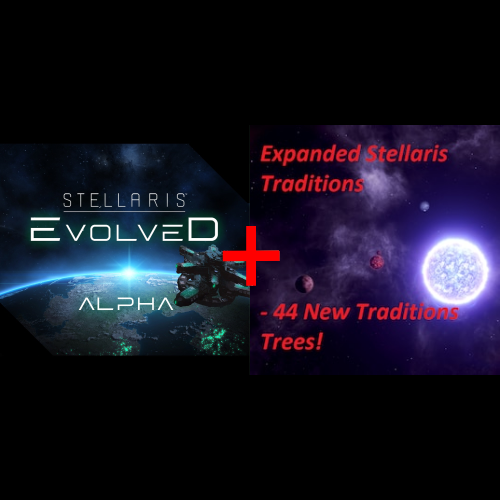 STELLARIS
EVOLVED
ALPHA
Expanded Stellaris
Traditions
- 44 New Traditions
Trees!